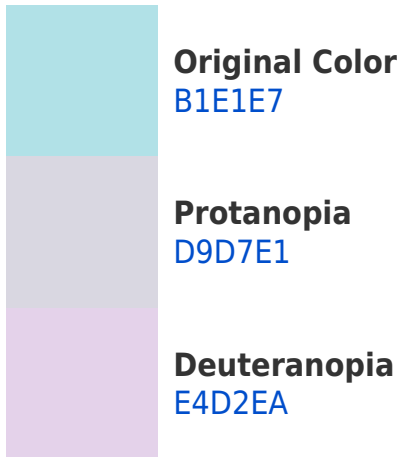 Original Color
B1E1E7
Protanopia
D9D7E1
Deuteranopia
E4D2EA